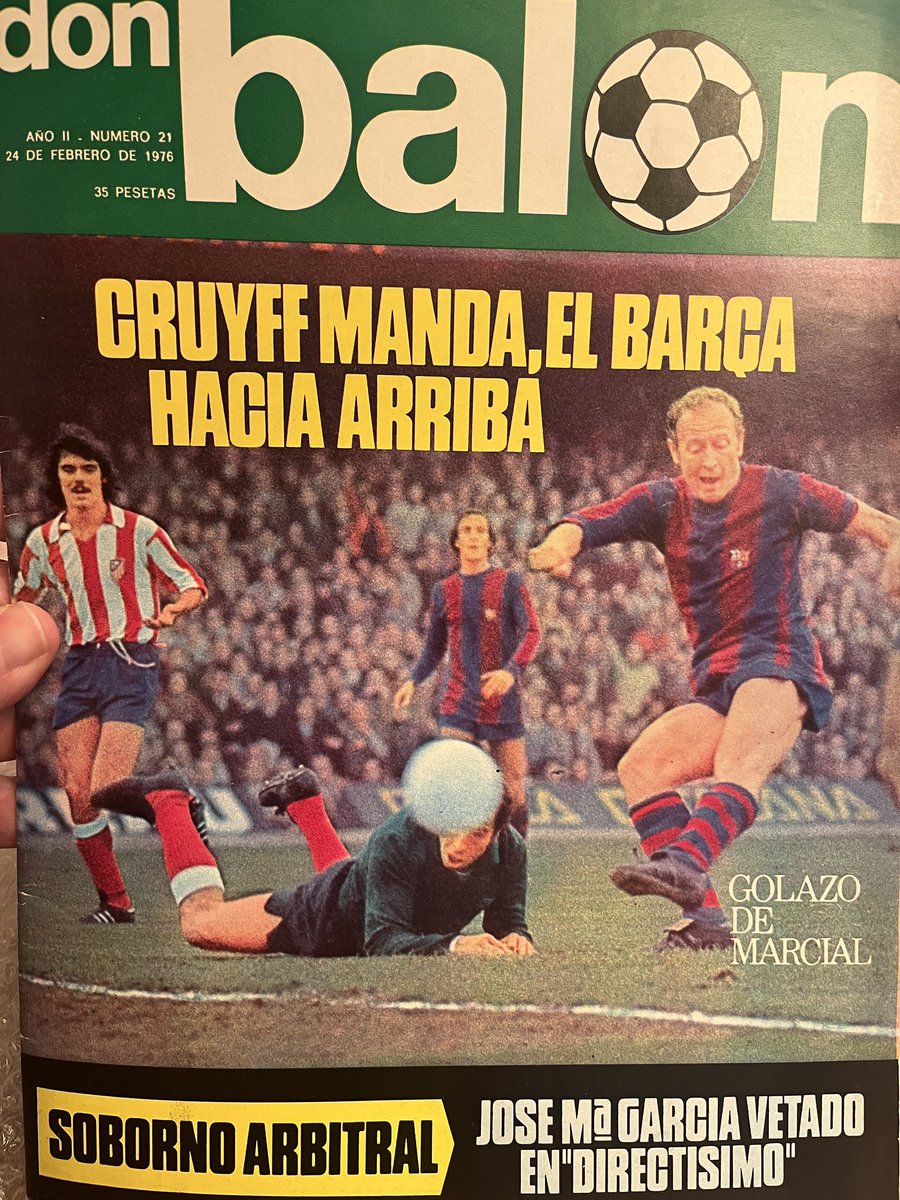 don balon
AÑO II - NUMERO 21
24 DE FEBRERO DE 1976
35 PESETAS
CRUYFF MANDA, EL BARÇA
HACIA ARRIBA
GOLAZO
DE
MARCIAL
SOBORNO ARBITRAL
JOSE Mª GARCIA VETADO
EN "DIRECTISIMO"